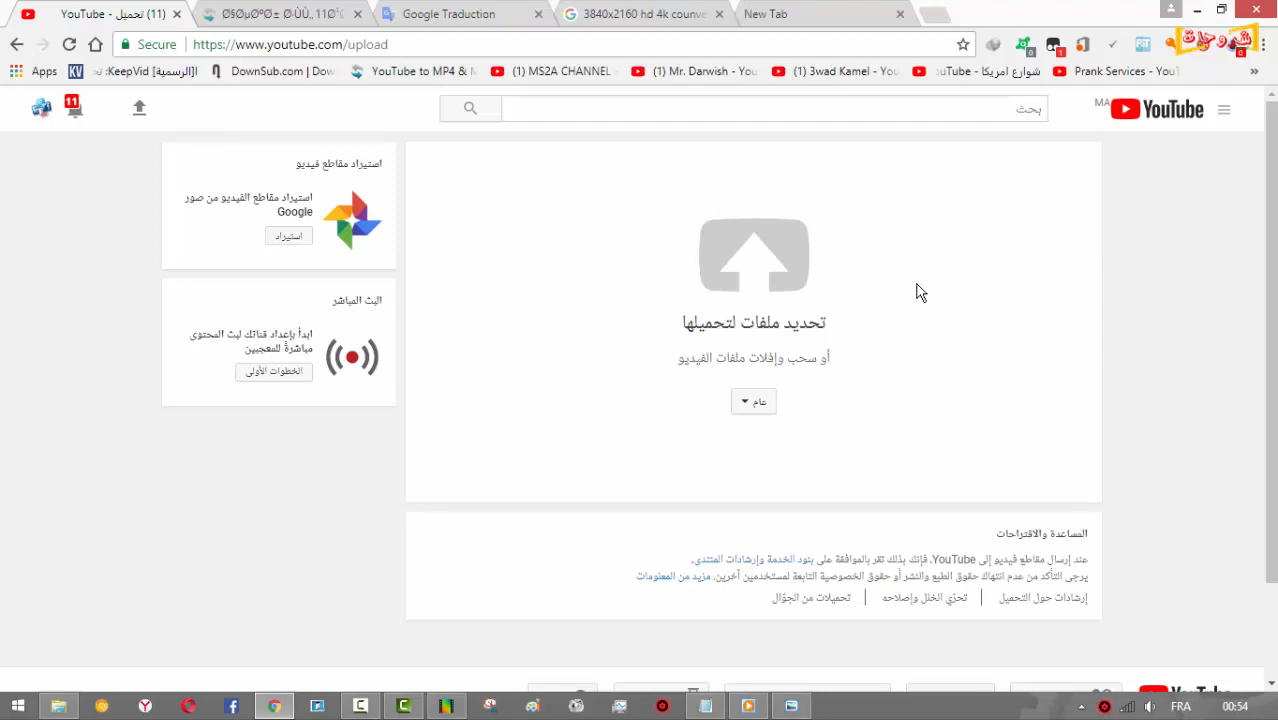 (11) تحميل - YouTube
Google Traduction
3840x2160 hd 4k counve
New Tab
Secure
https://www.youtube.com/upload
شروحات
Apps
KeepVid [الرسمية]
DownSub.com | Dow
YouTube to MP4 & M
(1) MS2A CHANNEL -
(1) Mr. Darwish - You
(1) 3wad Kamel - You
شوارع امريكا - YouTube
Prank Services - YouT
»
11
بحث
MA
YouTube
استيراد مقاطع فيديو
استيراد مقاطع الفيديو من صور
Google
استيراد
البث المباشر
ابدأ بإعداد قناتك لبث المحتوى
مباشرةً للمعجبين
الخطوات الأولى
تحديد ملفات لتحميلها
أو سحب وإفلات ملفات الفيديو
عام
المساعدة والاقتراحات
عند إرسال مقاطع فيديو إلى YouTube، فإنك بذلك تقر بالموافقة على بنود الخدمة وإرشادات المنتدى.
يرجى التأكد من عدم انتهاك حقوق الطبع والنشر أو حقوق الخصوصية التابعة لمستخدمين آخرين. مزيد من المعلومات
إرشادات حول التحميل
تحرّي الخلل وإصلاحه
تحميلات من الجوّال
YouTube
FRA
00:54